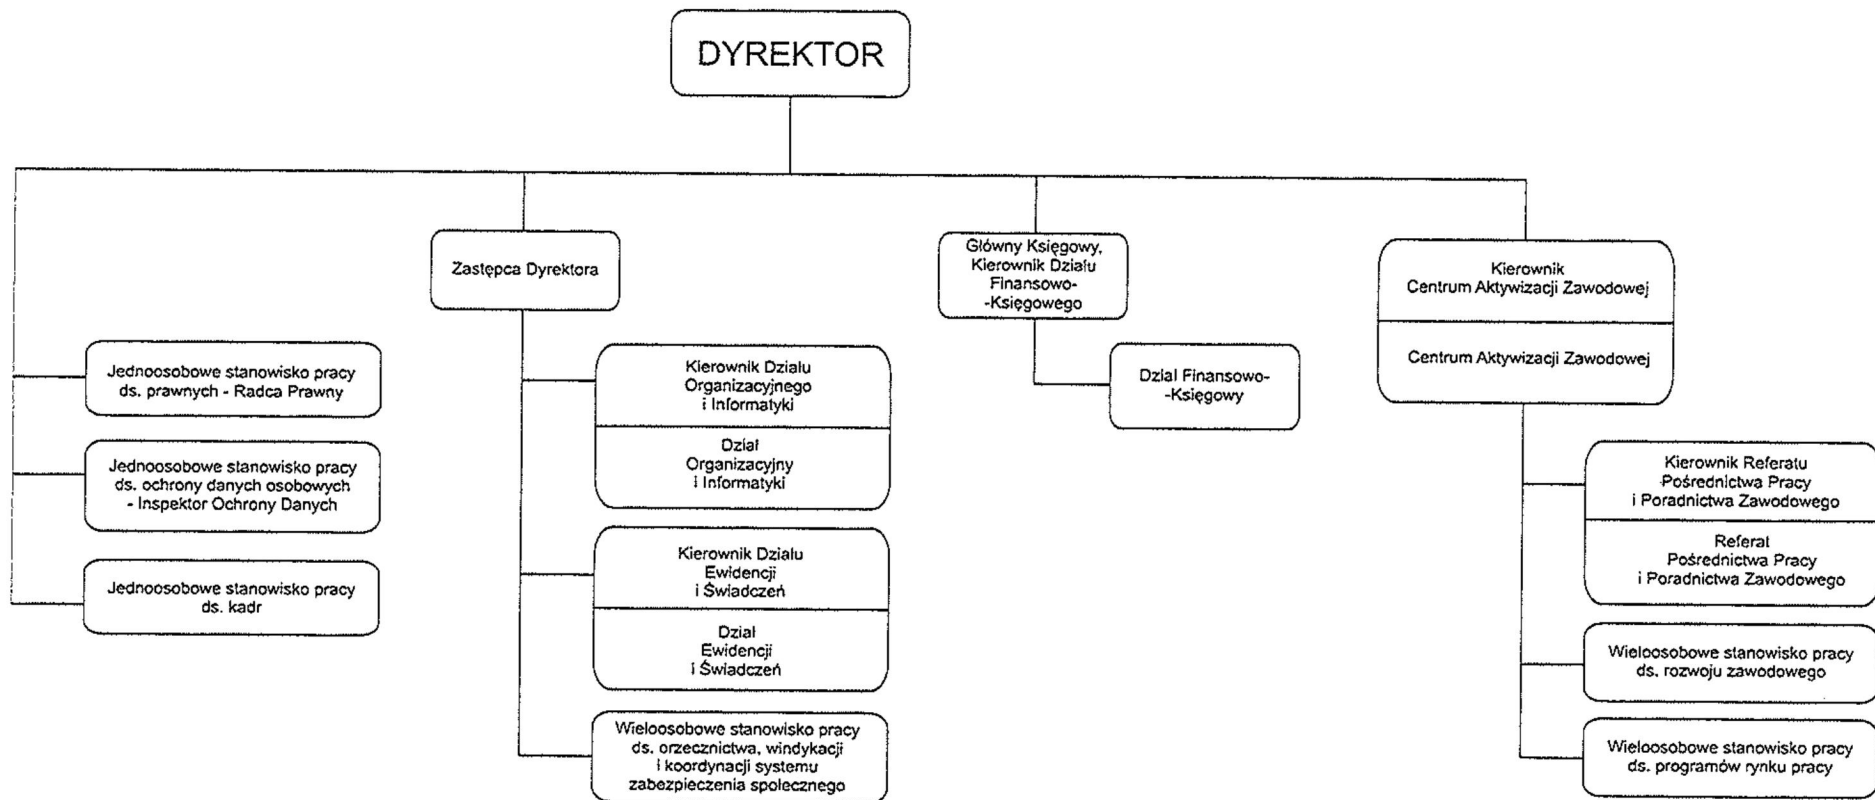 DYREKTOR
Zastępca Dyrektora
Główny Księgowy,
Kierownik Działu
Finansowo-
-Księgowego
Kierownik
Centrum Aktywizacji Zawodowej
Centrum Aktywizacji Zawodowej
Jednoosobowe stanowisko pracy
ds. prawnych - Radca Prawny
Jednoosobowe stanowisko pracy
ds. ochrony danych osobowych
- Inspektor Ochrony Danych
Jednoosobowe stanowisko pracy
ds. kadr
Kierownik Działu
Organizacyjnego
i Informatyki
Dział
Organizacyjny
i Informatyki
Kierownik Działu
Ewidencji
i Świadczeń
Dział
Ewidencji
i Świadczeń
Wieloosobowe stanowisko pracy
ds. orzecznictwa, windykacji
i koordynacji systemu
zabezpieczenia społecznego
Dział Finansowo-
-Księgowy
Kierownik Referatu
Pośrednictwa Pracy
i Poradnictwa Zawodowego
Referat
Pośrednictwa Pracy
i Poradnictwa Zawodowego
Wieloosobowe stanowisko pracy
ds. rozwoju zawodowego
Wieloosobowe stanowisko pracy
ds. programów rynku pracy